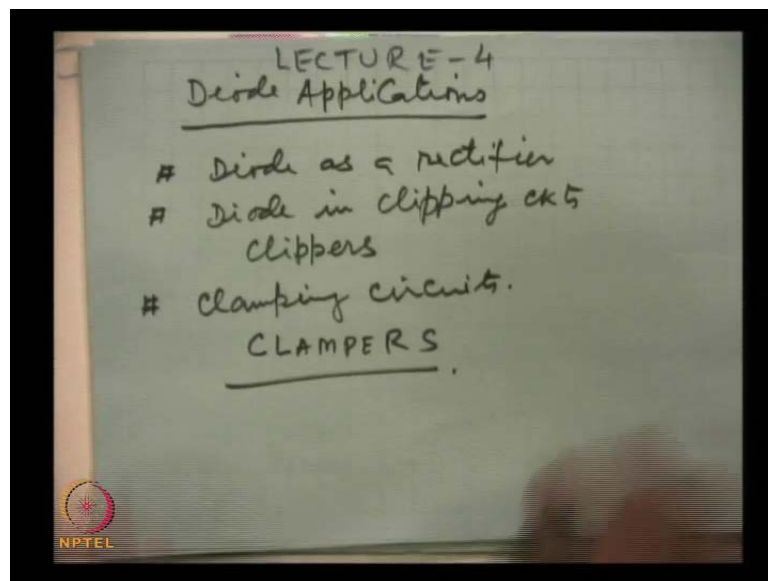 LECTURE-4
Diode Applications
# Diode as a rectifier
# Diode in clipping ckts
Clippers
# Clamping circuits.
CLAMPERS.
NPTEL